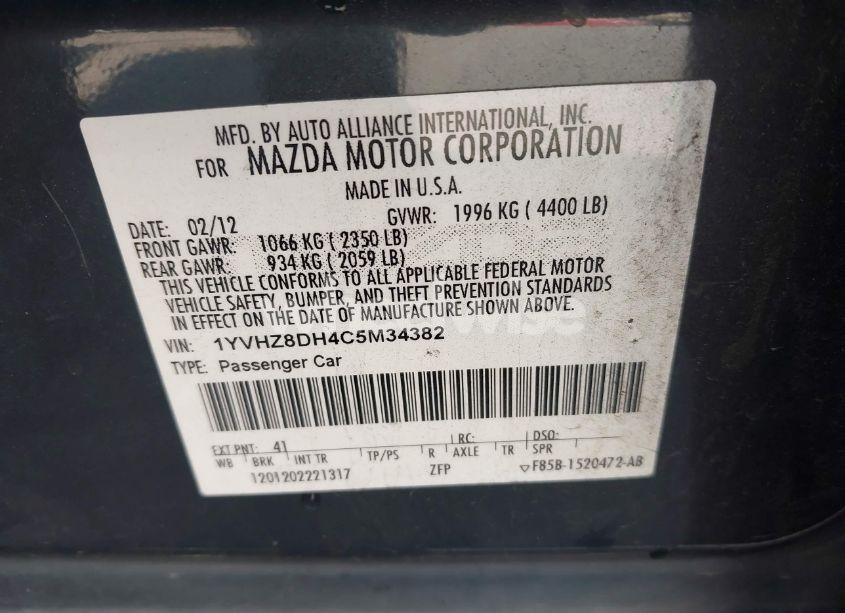 MFD. BY AUTO ALLIANCE INTERNATIONAL, INC.
FOR MAZDA MOTOR CORPORATION
MADE IN U.S.A.
DATE: 02/12 GVWR: 1996 KG ( 4400 LB)
FRONT GAWR: 1066 KG ( 2350 LB)
REAR GAWR: 934 KG ( 2059 LB)
THIS VEHICLE CONFORMS TO ALL APPLICABLE FEDERAL MOTOR
VEHICLE SAFETY, BUMPER, AND THEFT PREVENTION STANDARDS
IN EFFECT ON THE DATE OF MANUFACTURE SHOWN ABOVE.
VIN: 1YVHZ8DH4C5M34382
TYPE: Passenger Car
EXT PNT: 41 RC: DSO:
WB BRK INT TR TP/PS R AXLE TR SPR
1201202221317 ZFP ▽F85B-1520472-AB